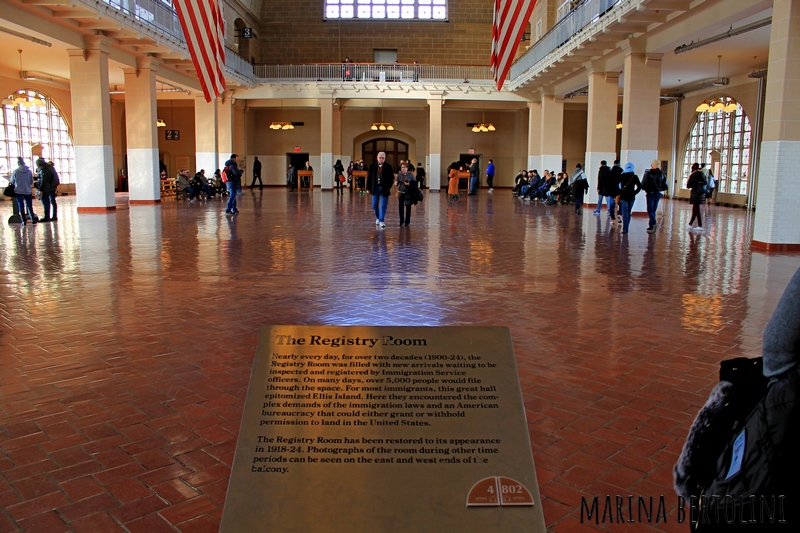 3
2 2
The Registry Room
Nearly every day, for over two decades (1900-24), the
Registry Room was filled with new arrivals waiting to be
inspected and registered by Immigration Service
officers. On many days, over 5,000 people would file
through the space. For most immigrants, this great hall
epitomized Ellis Island. Here they encountered the com-
plex demands of the immigration laws and an American
bureaucracy that could either grant or withhold
permission to land in the United States.
The Registry Room has been restored to its appearance
in 1918-24. Photographs of the room during other time
periods can be seen on the east and west ends of the
balcony.
4 802
MARINA BERTOLINI